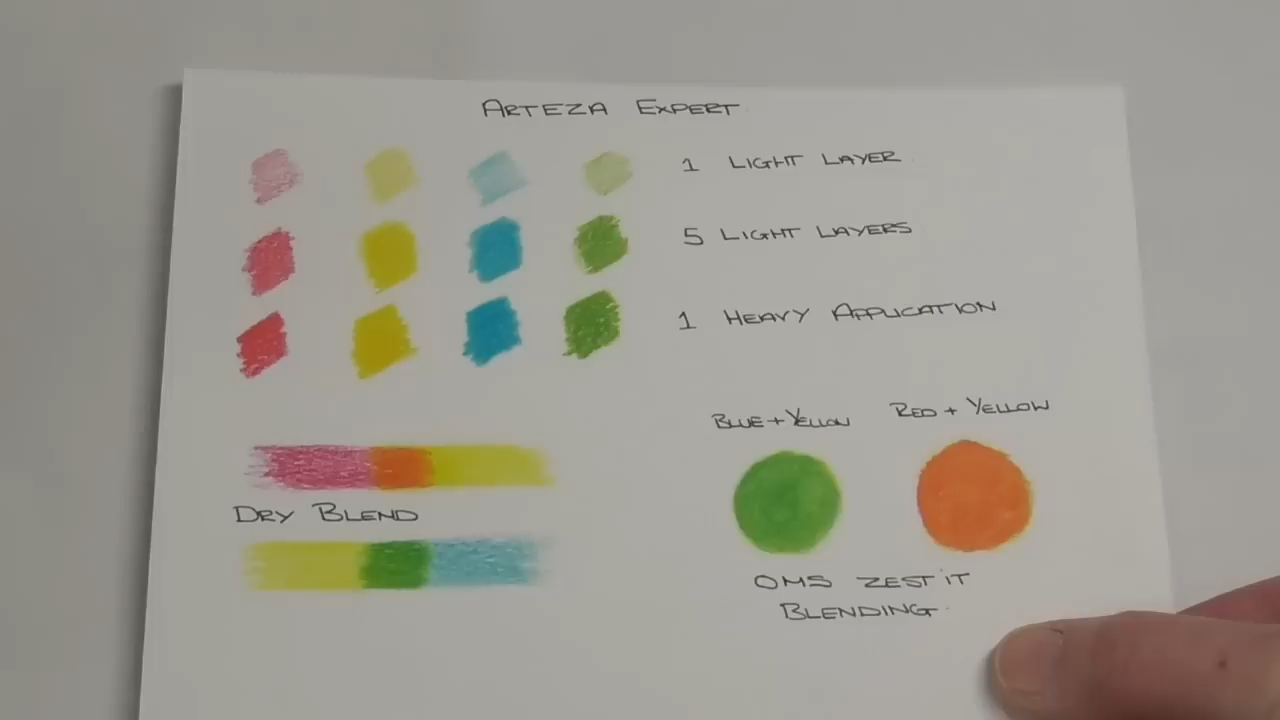 ARTEZA EXPERT
1 LIGHT LAYER
5 LIGHT LAYERS
1 HEAVY APPLICATION
BLUE + YELLOW
RED + YELLOW
DRY BLEND
OMS ZEST IT
BLENDING